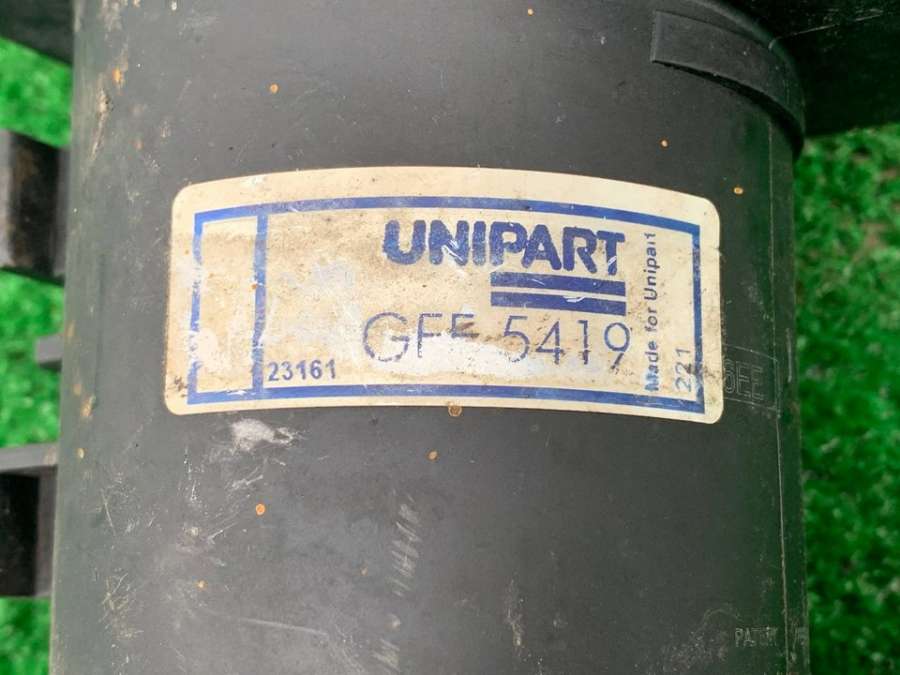 UNIPART
GFE 5419
23161
Made for Unipart
221